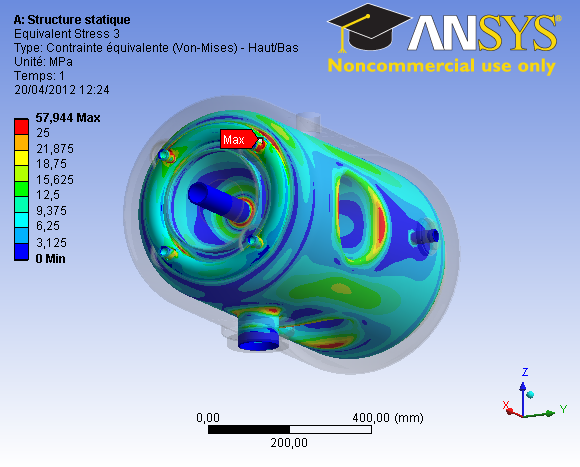 A: Structure statique
Equivalent Stress 3
Type: Contrainte équivalente (Von-Mises) - Haut/Bas
Unité: MPa
Temps: 1
20/04/2012 12:24
ANSYS®
Noncommercial use only
57,944 Max
25
21,875
18,75
15,625
12,5
9,375
6,25
3,125
0 Min
Max
0,00 400,00 (mm)
200,00
Z
X
Y